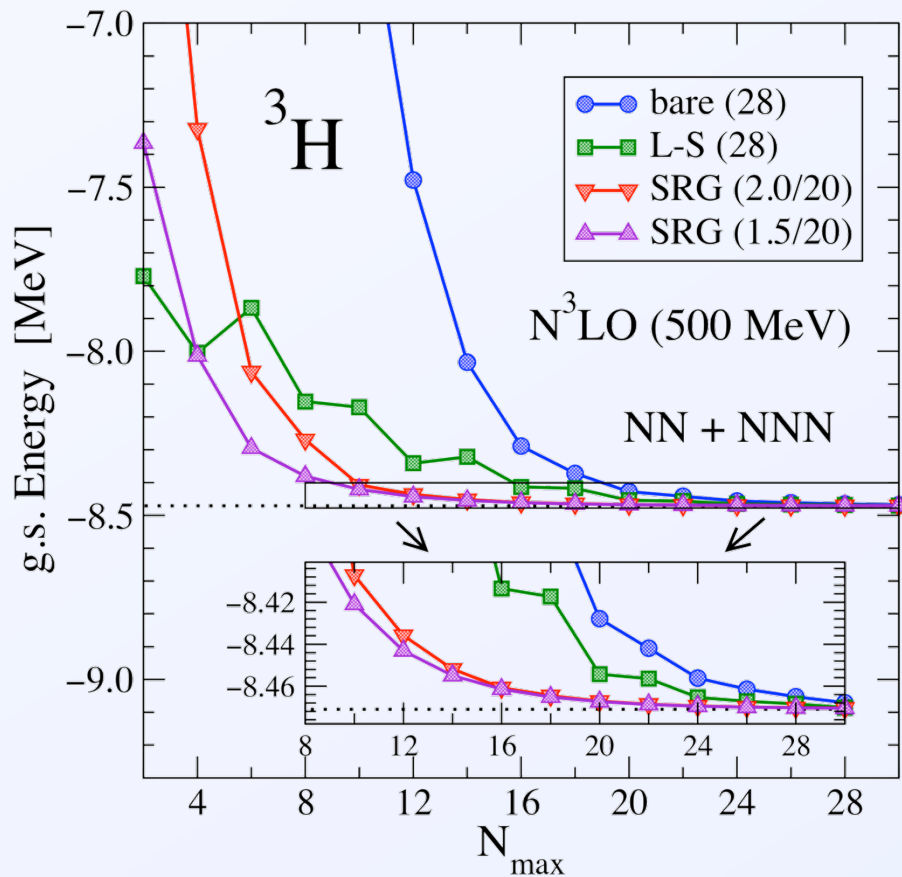 −7.0
−7.5
−8.0
−8.5
−9.0
g.s. Energy [MeV]
³H
bare (28)
L-S (28)
SRG (2.0/20)
SRG (1.5/20)
N³LO (500 MeV)
NN + NNN
−8.42
−8.44
−8.46
8 12 16 20 24 28
4 8 12 16 20 24 28
N_max